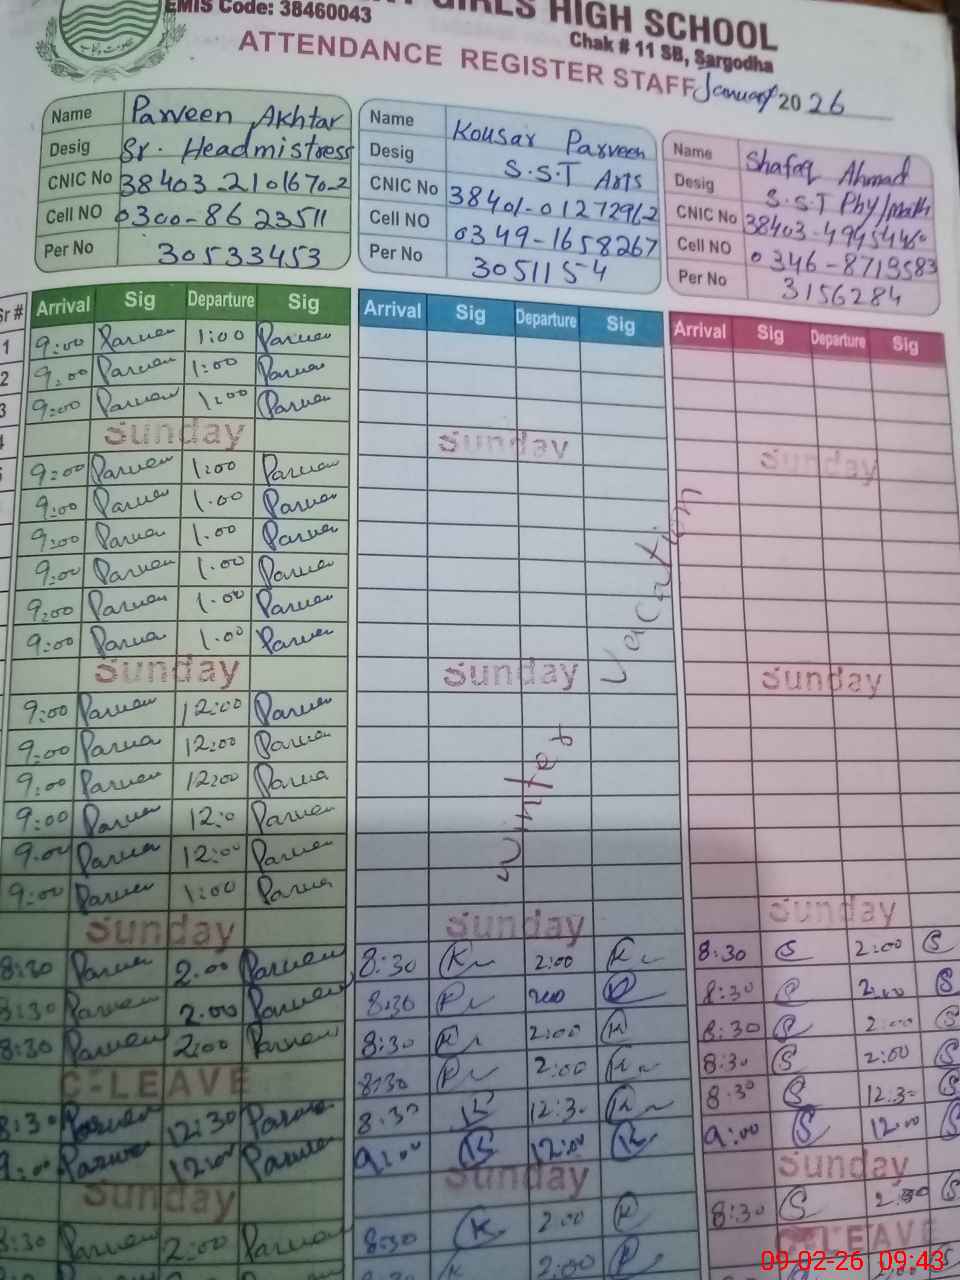 EMIS Code: 38460043
GIRLS HIGH SCHOOL
Chak # 11 SB, Sargodha
ATTENDANCE REGISTER STAFF January 2026
Name Parveen Akhtar
Desig Sr. Headmistress
CNIC No 38403-2101670-2
Cell NO 0300-8623511
Per No 30533453
Name Kousar Parveen
Desig S.S.T Arts
CNIC No 38401-0127296-2
Cell NO 0349-1658267
Per No 3051154
Name Shafaq Ahmad
Desig S.S.T Phy/Math
CNIC No
Cell NO 0346-8719583
Per No 3156284
Sr # Arrival Sig Departure Sig Arrival Sig Departure Sig Arrival Sig Departure Sig
1 9:00 Parveen 1:00 Parveen
2 9:00 Parveen 1:00 Parveen
3 9:00 Parveen 1:00 Parveen
Sunday Sunday Sunday
9:00 Parveen 1:00 Parveen
9:00 Parveen 1.00 Parveen
9:00 Parveen 1.00 Parveen
9:00 Parveen 1.00 Parveen
9:00 Parveen 1.00 Parveen
9:00 Parveen 1.00 Parveen
Winter Vacation
Sunday Sunday Sunday
9:00 Parveen 12:00 Parveen
9:00 Parveen 12:00 Parveen
9:00 Parveen 12:00 Parveen
9:00 Parveen 12:0 Parveen
9:00 Parveen 12:00 Parveen
9:00 Parveen 1:00 Parveen
Sunday Sunday Sunday
8:30 Parveen 2.00 Parveen 8:30 K 2:00 K 8:30 S 2:00 S
8:30 Parveen 2.00 Parveen 8:30 K 200 K 8:30 S 2:00 S
8:30 Parveen 2:00 Parveen 8:30 K 2:00 K 8:30 S 2:00 S
C-LEAVE 8:30 K 2:00 K 8:30 S 2:00 S
8:30 Parveen 12:30 Parveen 8:30 K 12:30 K 8:30 S 12:30 S
9:00 Parveen 12:00 Parveen 9:00 K 12:00 K 9:00 S 12:00 S
Sunday Sunday Sunday
8:30 Parveen 2:00 Parveen 8:30 K 2:00 K 8:30 S 2:00 S
2:00 C-LEAVE
09-02-26 09:43